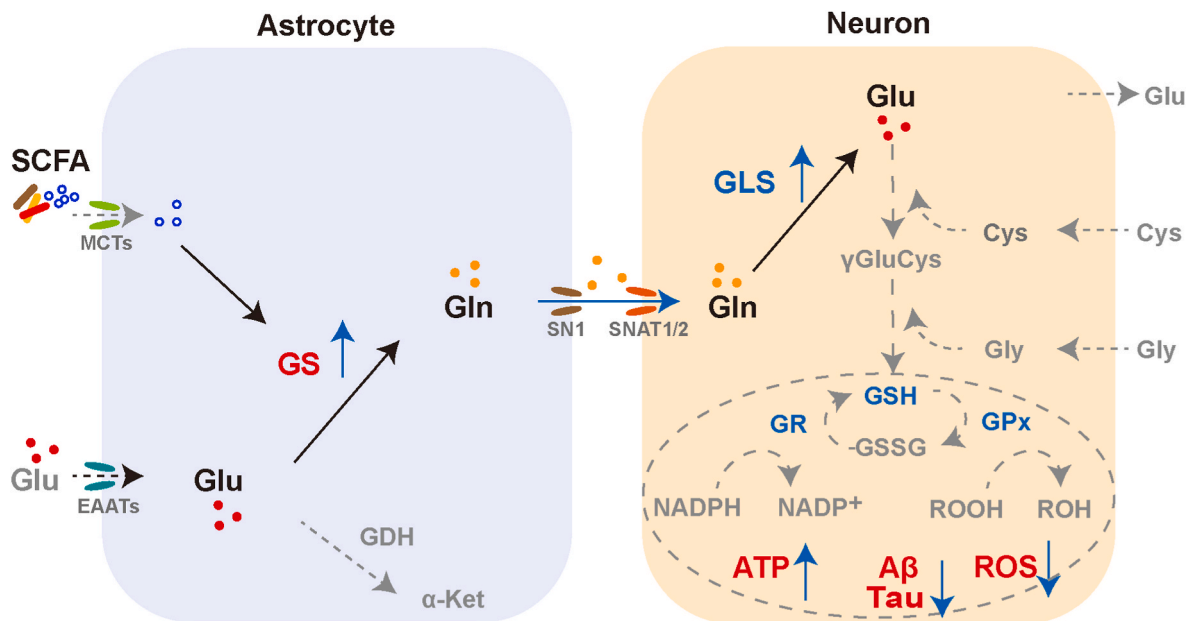 Astrocyte
Neuron
Glu
Glu
SCFA
GLS
MCTs
Cys
Cys
γGluCys
Gln
Gln
SN1
SNAT1/2
GS
Gly
Gly
GSH
GR
GPx
-GSSG
Glu
Glu
EAATs
NADPH
NADP+
ROOH
ROH
GDH
ATP
Aβ
Tau
ROS
α-Ket